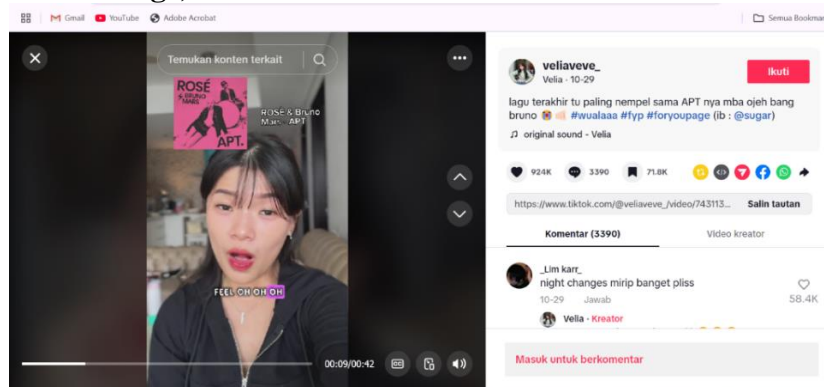 Gmail
YouTube
Adobe Acrobat
Semua Bookmar
Temukan konten terkait
ROSÉ
& BRUNO
MARS
APT.
ROSÉ & Bruno
Mars - APT
FEEL OH OH OH
00:09/00:42
veliaveve_
Velia · 10-29
Ikuti
lagu terakhir tu paling nempel sama APT nya mba ojeh bang
bruno #wualaaa #fyp #foryoupage (ib : @sugar)
original sound - Velia
924K 3390 71.8K
https://www.tiktok.com/@veliaveve_/video/743113... Salin tautan
Komentar (3390) Video kreator
_Lim karr_
night changes mirip banget pliss
10-29 Jawab 58.4K
Velia · Kreator
Masuk untuk berkomentar